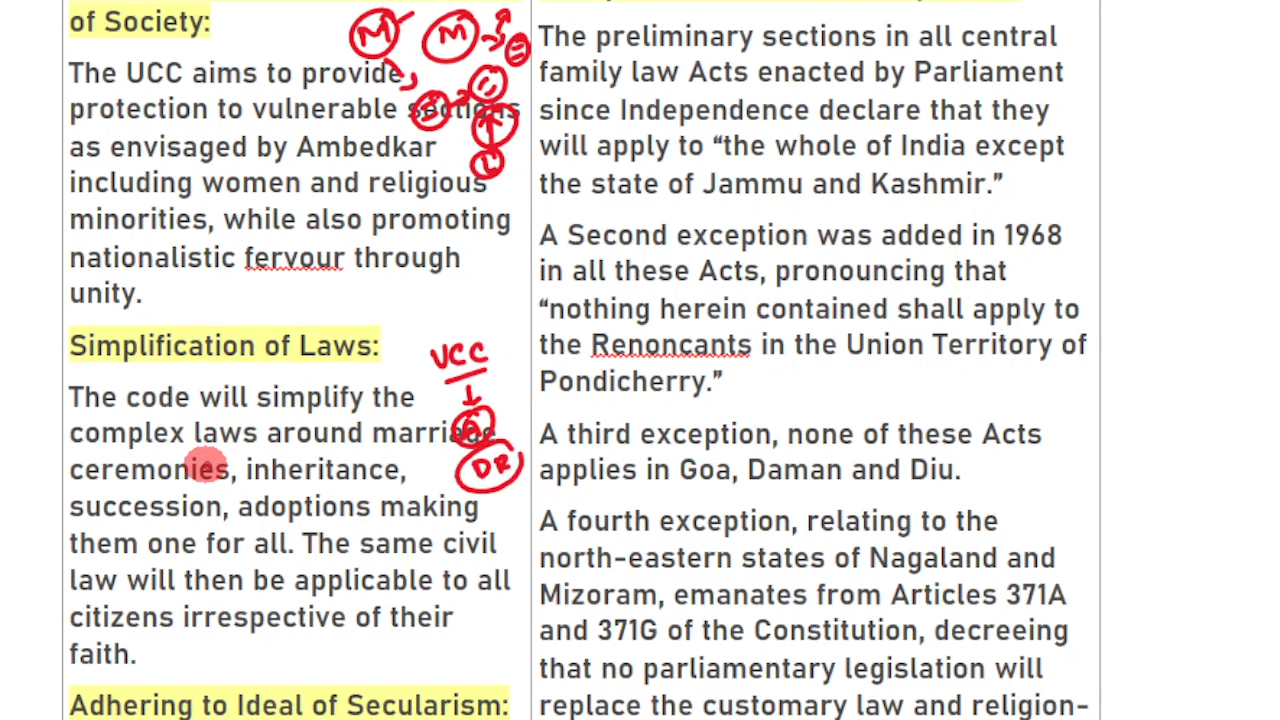 of Society:
The UCC aims to provide
protection to vulnerable sections
as envisaged by Ambedkar
including women and religious
minorities, while also promoting
nationalistic fervour through
unity.
Simplification of Laws:
The code will simplify the
complex laws around marriage
ceremonies, inheritance,
succession, adoptions making
them one for all. The same civil
law will then be applicable to all
citizens irrespective of their
faith.
Adhering to Ideal of Secularism:
M M
UCC
DR
The preliminary sections in all central
family law Acts enacted by Parliament
since Independence declare that they
will apply to “the whole of India except
the state of Jammu and Kashmir.”
A Second exception was added in 1968
in all these Acts, pronouncing that
“nothing herein contained shall apply to
the Renoncants in the Union Territory of
Pondicherry.”
A third exception, none of these Acts
applies in Goa, Daman and Diu.
A fourth exception, relating to the
north-eastern states of Nagaland and
Mizoram, emanates from Articles 371A
and 371G of the Constitution, decreeing
that no parliamentary legislation will
replace the customary law and religion-